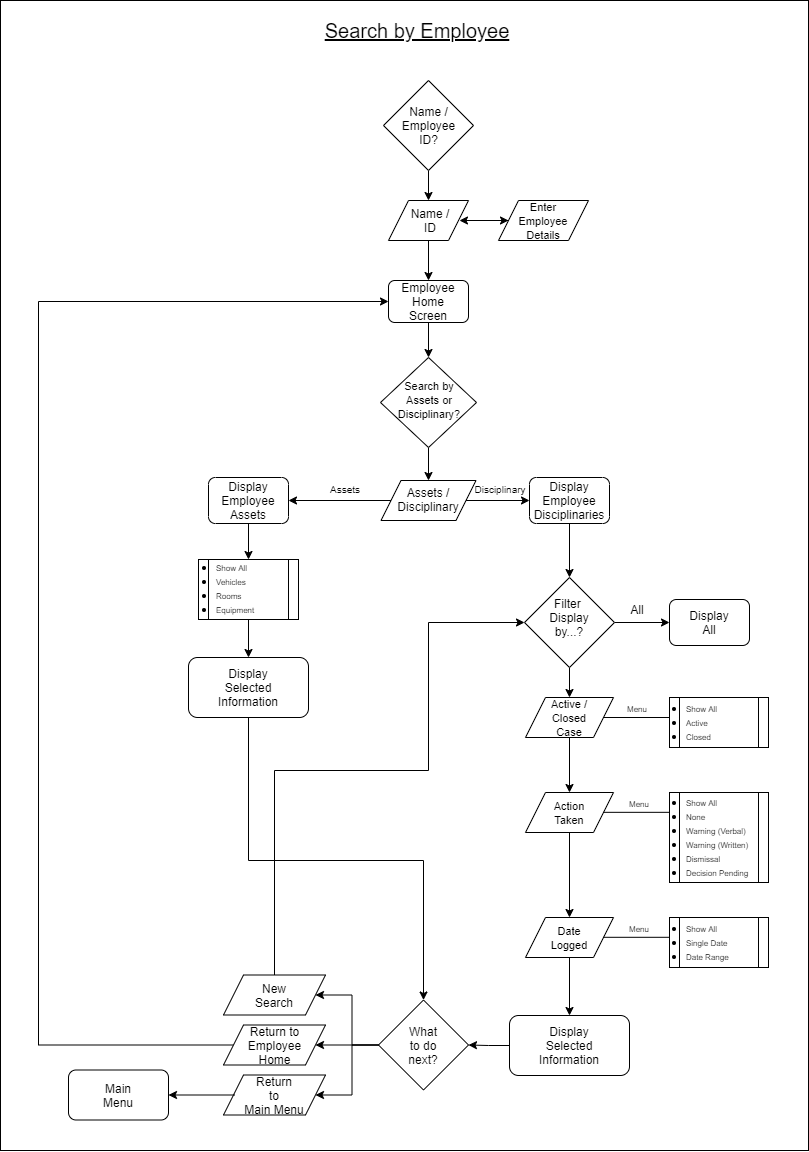 Search by Employee
Name /
Employee
ID?
Name /
ID
Enter
Employee
Details
Employee
Home
Screen
Search by
Assets or
Disciplinary?
Display
Employee
Assets
Assets
Assets /
Disciplinary
Disciplinary
Display
Employee
Disciplinaries
Show All
Vehicles
Rooms
Equipment
Filter
Display
by...?
All
Display
All
Display
Selected
Information
Active /
Closed
Case
Menu
Show All
Active
Closed
Action
Taken
Menu
Show All
None
Warning (Verbal)
Warning (Written)
Dismissal
Decision Pending
Date
Logged
Menu
Show All
Single Date
Date Range
New
Search
Return to
Employee
Home
Return
to
Main Menu
What
to do
next?
Display
Selected
Information
Main
Menu